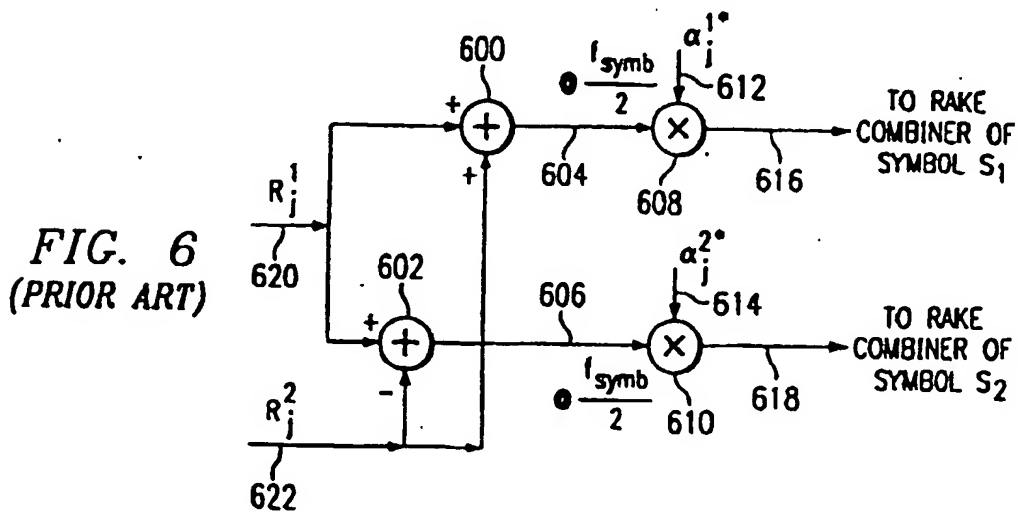 600
α_j^1*
f_symb
@ ―
2
612
TO RAKE
COMBINER OF
SYMBOL S_1
+
+
+
×
604
608
616
R_j^1
FIG. 6
(PRIOR ART)
620
602
+
+
-
606
α_j^2*
614
×
@ f_symb
2
610
618
TO RAKE
COMBINER OF
SYMBOL S_2
R_j^2
622